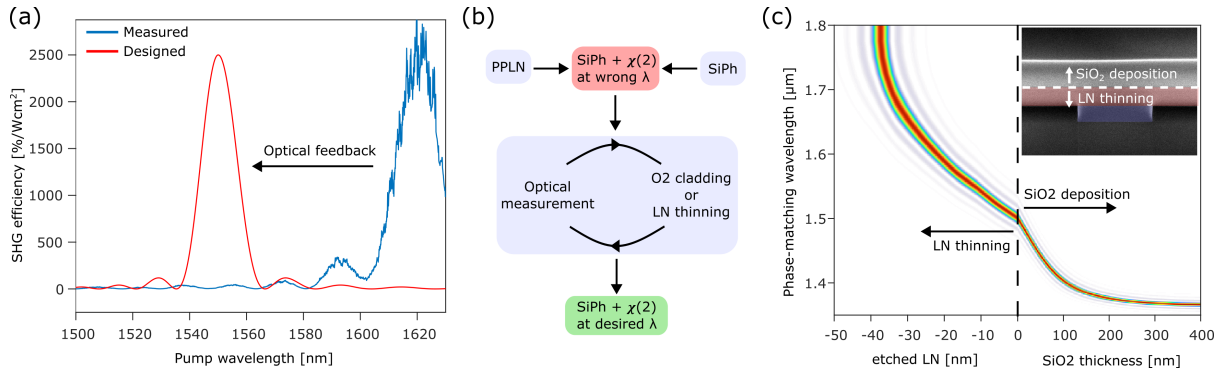 (a)
Measured
Designed
Optical feedback
SHG efficiency [%/Wcm²]
2500
2000
1500
1000
500
0
1500
1520
1540
1560
1580
1600
1620
Pump wavelength [nm]
(b)
PPLN
SiPh + χ(2)
at wrong λ
SiPh
Optical
measurement
O2 cladding
or
LN thinning
SiPh + χ(2)
at desired λ
(c)
Phase-matching wavelength [µm]
1.8
1.7
1.6
1.5
1.4
SiO₂ deposition
LN thinning
SiO2 deposition
LN thinning
-50
-40
-30
-20
-10
0
100
200
300
400
etched LN [nm]
SiO2 thickness [nm]